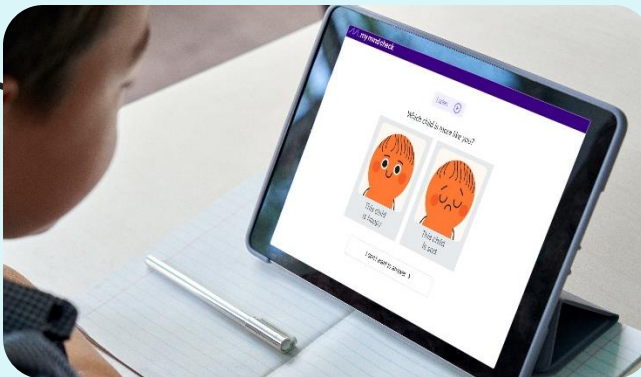 my mind check
Listen
Which child is more like you?
This child
is happy
This child
is sad
I don't want to answer